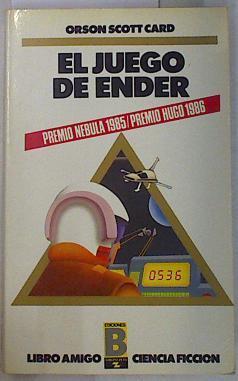 ORSON SCOTT CARD
EL JUEGO
DE ENDER
PREMIO NEBULA 1985/PREMIO HUGO 1986
0536
EDICIONES
B
LIBRO AMIGO
CIENCIA FICCION